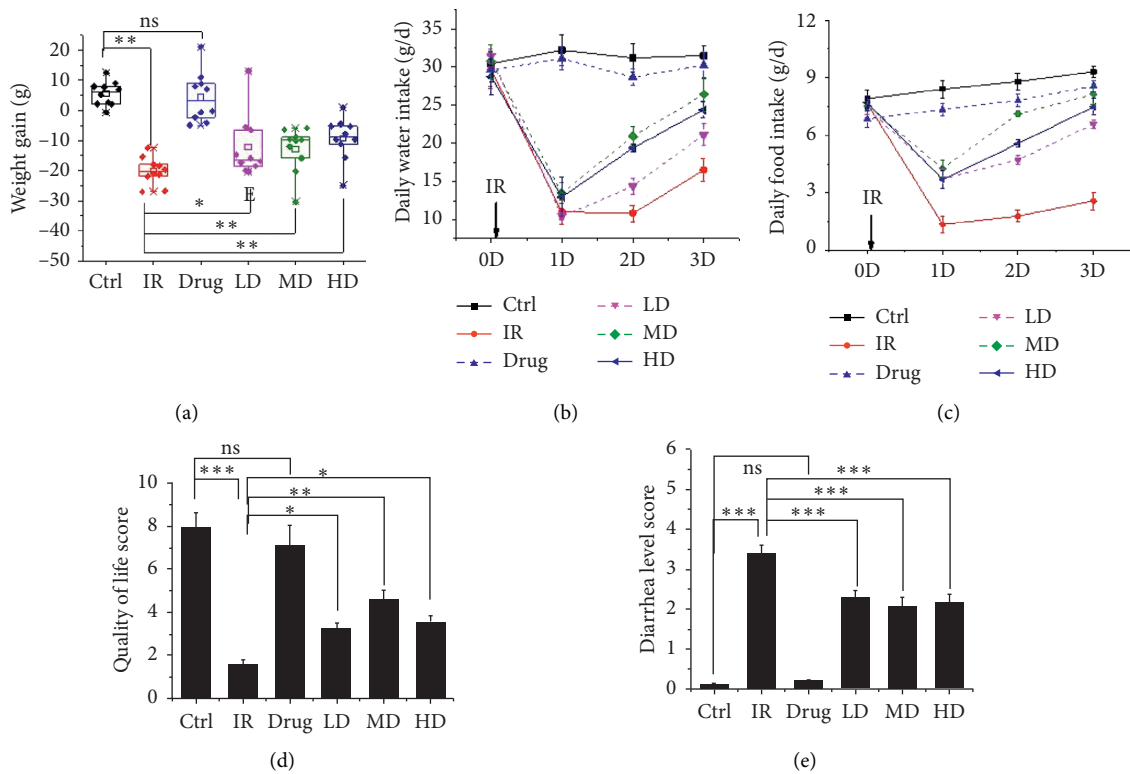 ns
**
*
**
**
E
Weight gain (g)
20
10
0
−10
−20
−30
−40
−50
Ctrl IR Drug LD MD HD
(a)
Daily water intake (g/d)
35
30
25
20
15
10
IR
0D 1D 2D 3D
Ctrl
IR
Drug
LD
MD
HD
(b)
Daily food intake (g/d)
12
9
6
3
0
IR
0D 1D 2D 3D
Ctrl
IR
Drug
LD
MD
HD
(c)
ns
***
*
**
*
Quality of life score
10
8
6
4
2
0
Ctrl IR Drug LD MD HD
(d)
ns
***
***
***
***
Diarrhea level score
6
5
4
3
2
1
0
Ctrl IR Drug LD MD HD
(e)